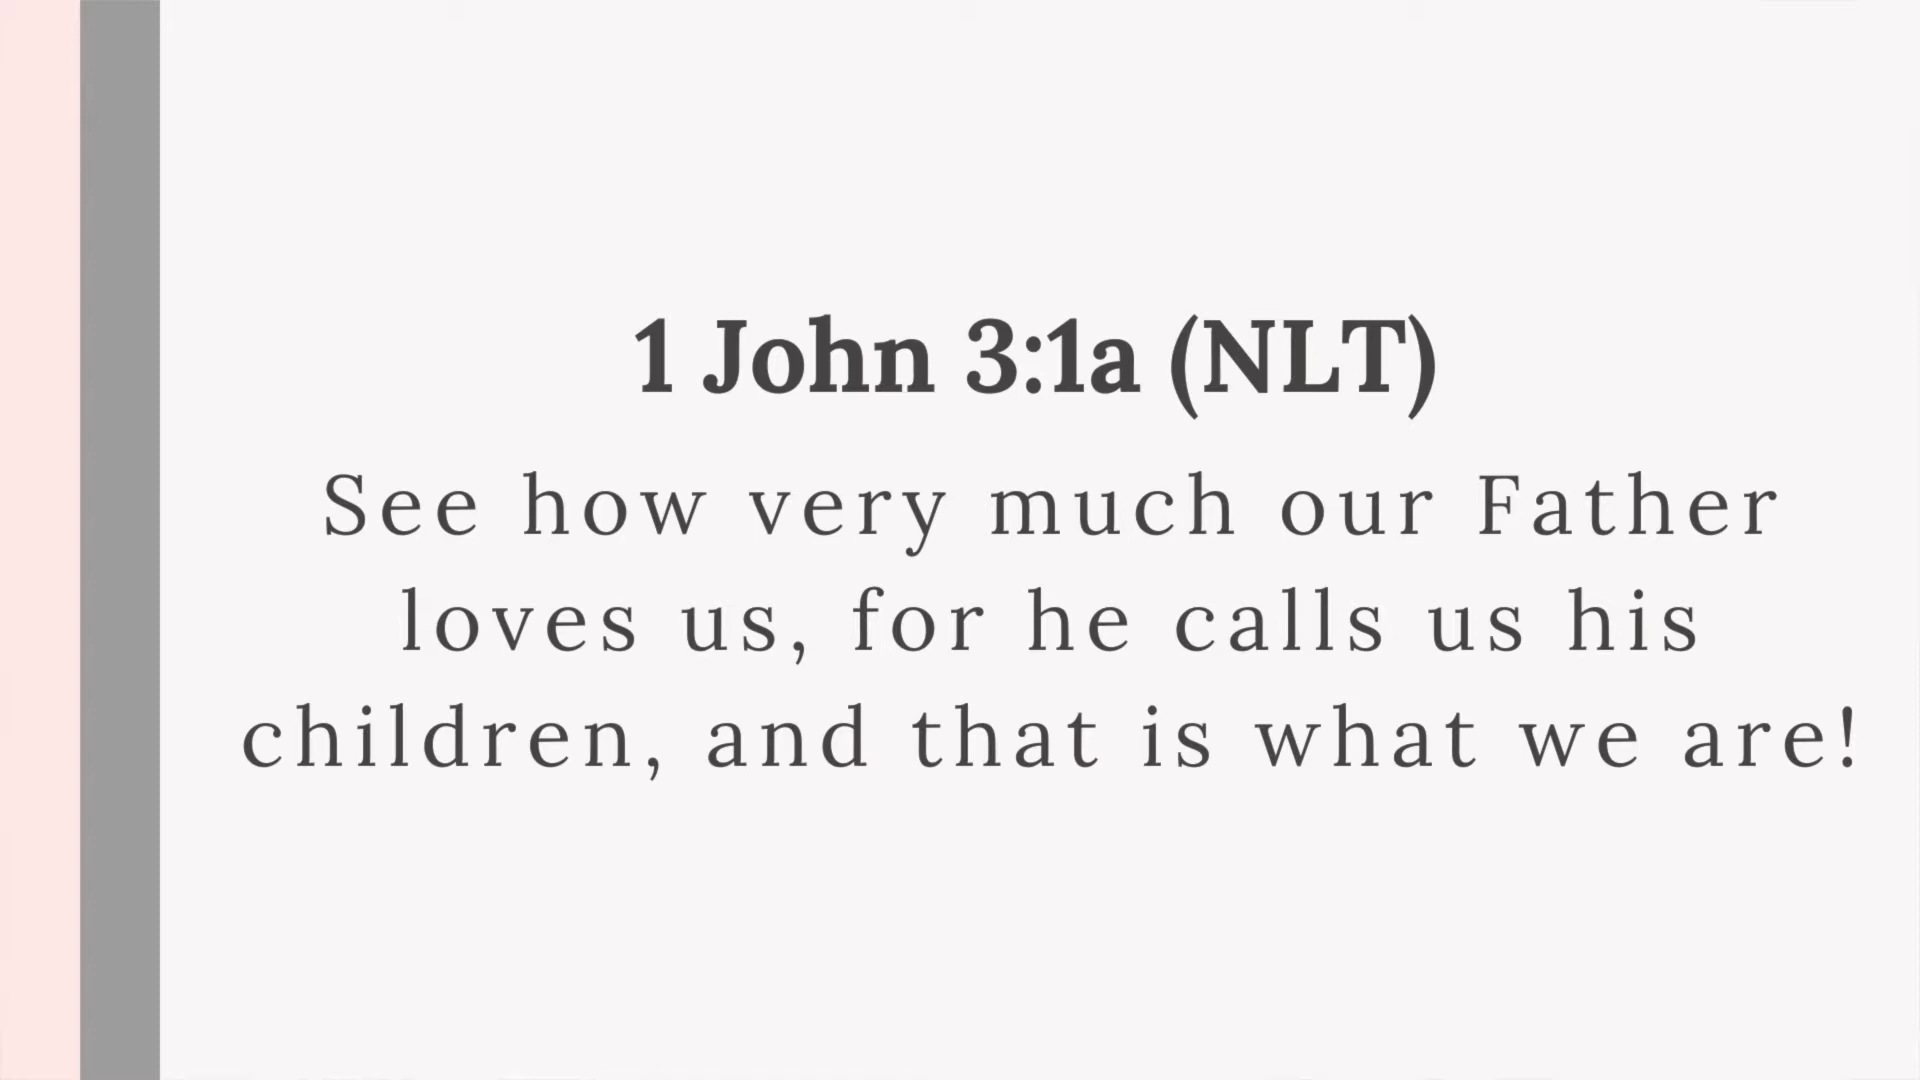 1 John 3:1a (NLT)
See how very much our Father
loves us, for he calls us his
children, and that is what we are!